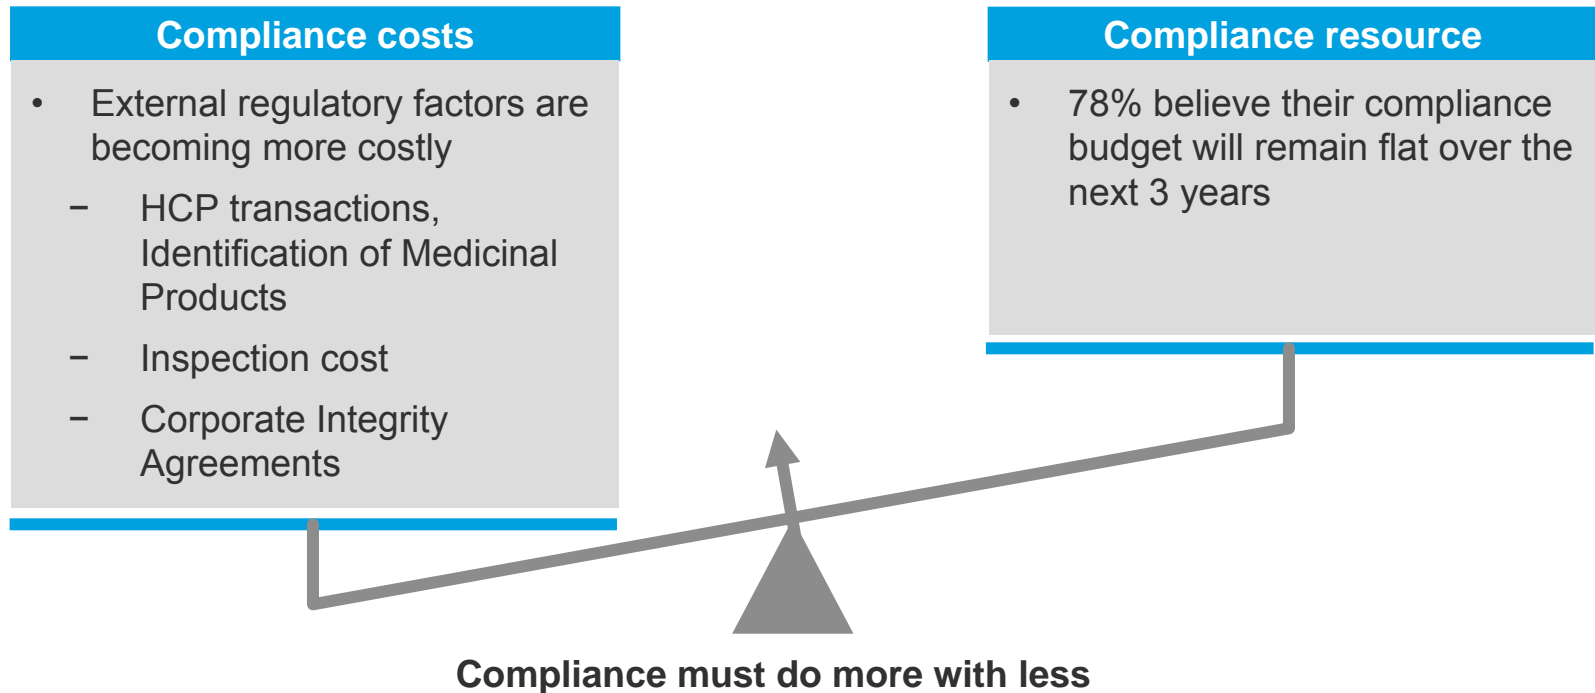 Compliance costs
• External regulatory factors are
becoming more costly
− HCP transactions,
Identification of Medicinal
Products
− Inspection cost
− Corporate Integrity
Agreements
Compliance resource
• 78% believe their compliance
budget will remain flat over the
next 3 years
Compliance must do more with less